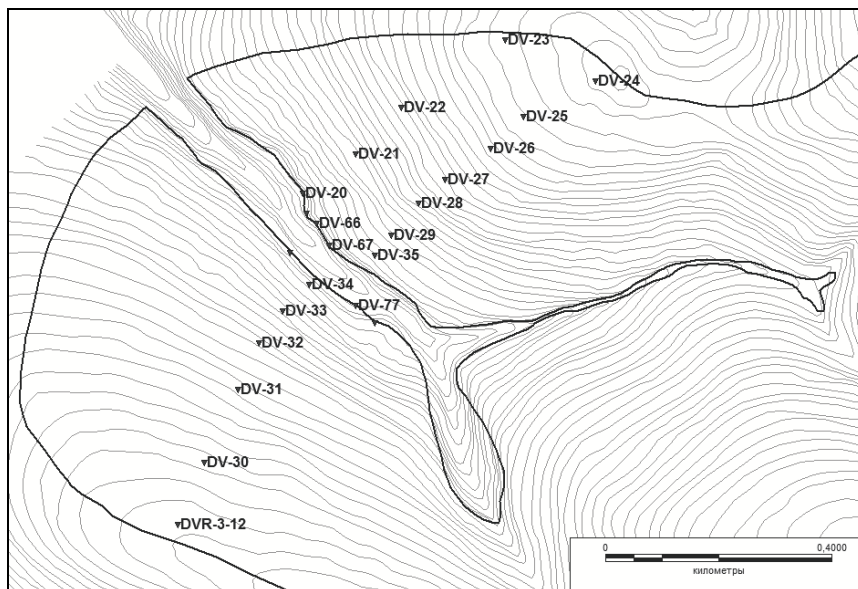 DV-23
DV-24
DV-22
DV-25
DV-26
DV-21
DV-27
DV-20
DV-28
DV-66
DV-29
DV-67
DV-35
DV-34
DV-77
DV-33
DV-32
DV-31
DV-30
DVR-3-12
0 0,4000
километры